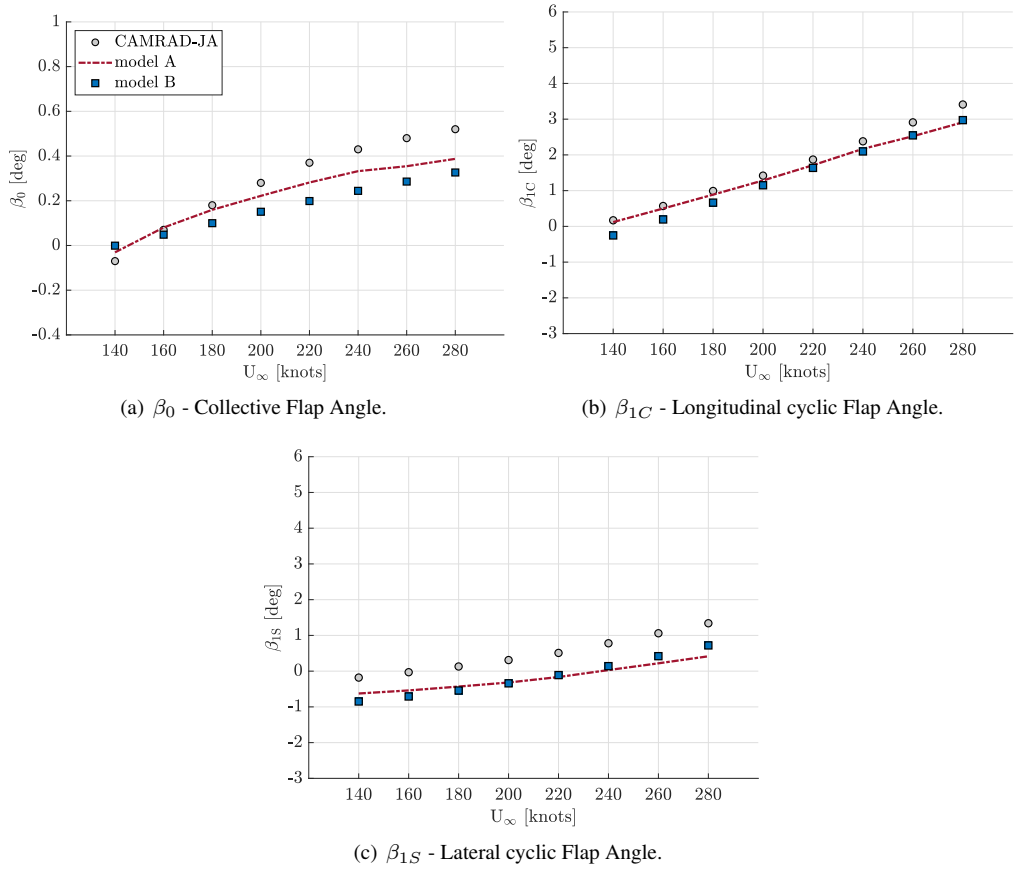 1
0.8
0.6
0.4
0.2
0
-0.2
-0.4
β0 [deg]
CAMRAD-JA
model A
model B
140 160 180 200 220 240 260 280
U∞ [knots]
(a) β0 - Collective Flap Angle.
6
5
4
3
2
1
0
-1
-2
-3
β1C [deg]
140 160 180 200 220 240 260 280
U∞ [knots]
(b) β1C - Longitudinal cyclic Flap Angle.
6
5
4
3
2
1
0
-1
-2
-3
β1S [deg]
140 160 180 200 220 240 260 280
U∞ [knots]
(c) β1S - Lateral cyclic Flap Angle.